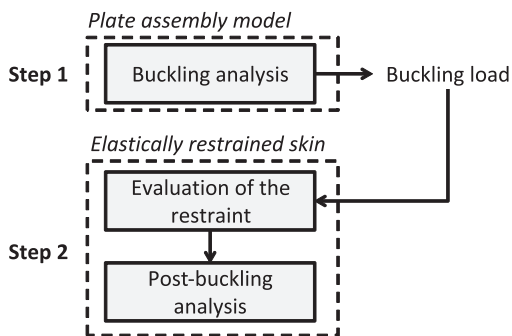 Plate assembly model
Step 1
Buckling analysis
Buckling load
Elastically restrained skin
Evaluation of the
restraint
Step 2
Post-buckling
analysis